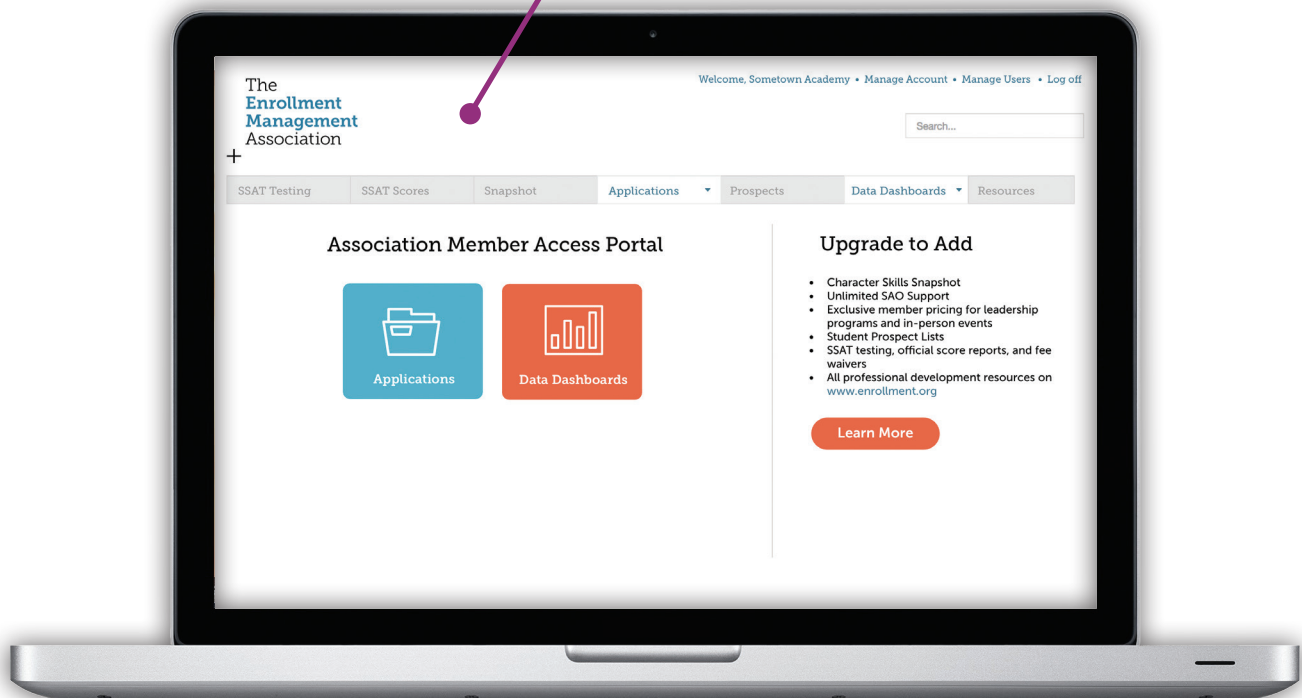 The
Enrollment
Management
Association
Welcome, Sometown Academy • Manage Account • Manage Users • Log off
Search...
SSAT Testing SSAT Scores Snapshot Applications Prospects Data Dashboards Resources
Association Member Access Portal
Applications
Data Dashboards
Upgrade to Add
• Character Skills Snapshot
• Unlimited SAO Support
• Exclusive member pricing for leadership
programs and in-person events
• Student Prospect Lists
• SSAT testing, official score reports, and fee
waivers
• All professional development resources on
www.enrollment.org
Learn More